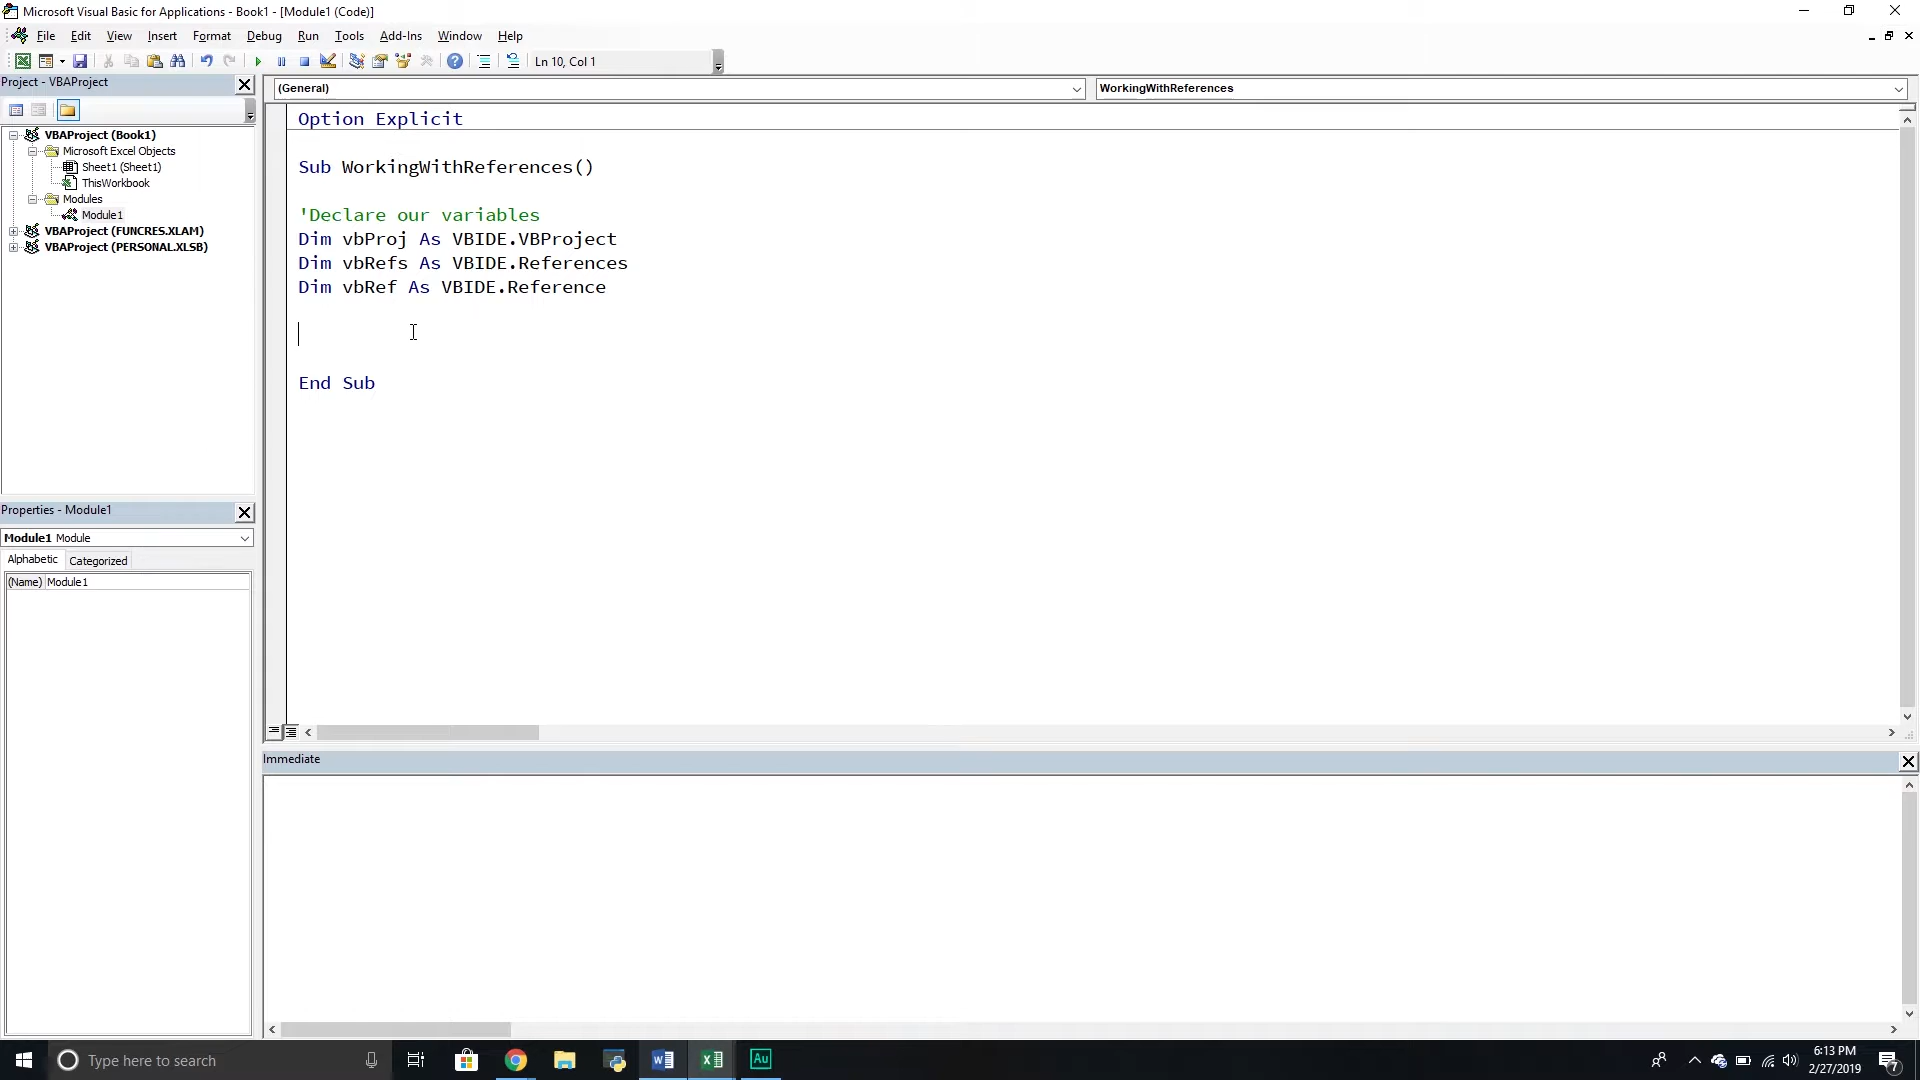 Microsoft Visual Basic for Applications - Book1 - [Module1 (Code)]
File Edit View Insert Format Debug Run Tools Add-Ins Window Help
Ln 10, Col 1
Project - VBAProject
(General)
WorkingWithReferences
VBAProject (Book1)
Microsoft Excel Objects
Sheet1 (Sheet1)
ThisWorkbook
Modules
Module1
VBAProject (FUNCRES.XLAM)
VBAProject (PERSONAL.XLSB)
Option Explicit
Sub WorkingWithReferences()
'Declare our variables
Dim vbProj As VBIDE.VBProject
Dim vbRefs As VBIDE.References
Dim vbRef As VBIDE.Reference
End Sub
Properties - Module1
Module1 Module
Alphabetic Categorized
(Name) Module1
Immediate
Type here to search
Au
6:13 PM
2/27/2019
7